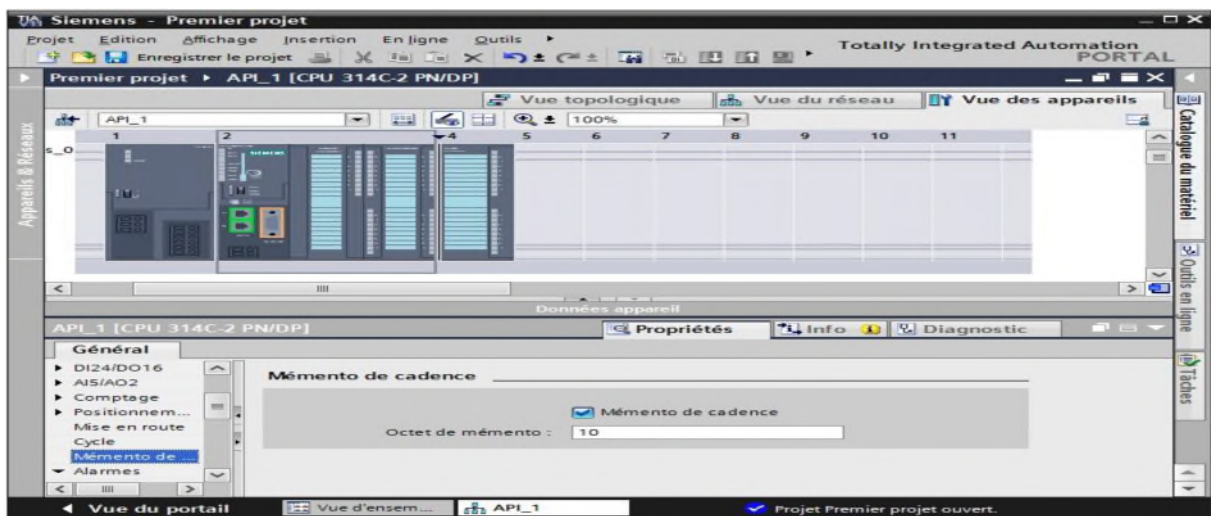 Siemens - Premier projet
Projet Edition Affichage Insertion En ligne Outils
Totally Integrated Automation
PORTAL
Enregistrer le projet
Premier projet API_1 [CPU 314C-2 PN/DP]
Vue topologique Vue du réseau Vue des appareils
API_1 100%
1 2 4 5 6 7 8 9 10 11
s_0
SIEMENS
Appareils & Réseaux
Catalogue du matériel
Outils en ligne
Tâches
Données appareil
API_1 [CPU 314C-2 PN/DP] Propriétés Info Diagnostic
Général
DI24/DO16
AI5/AO2
Comptage
Positionnem...
Mise en route
Cycle
Mémento de ...
Alarmes
Mémento de cadence
Mémento de cadence
Octet de mémento : 10
Vue du portail Vue d'ensem... API_1 Projet Premier projet ouvert.